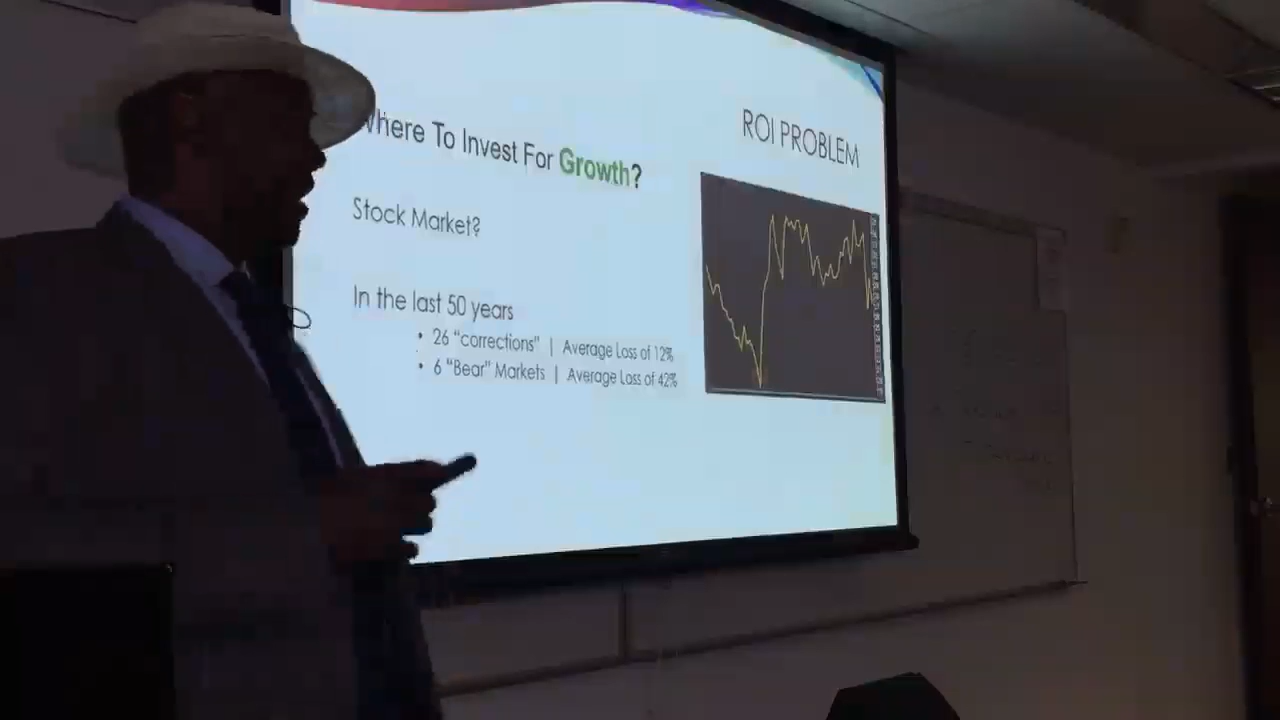 Where To Invest For Growth?
ROI PROBLEM
Stock Market?
In the last 50 years
• 26 "corrections" | Average Loss of 12%
• 6 "Bear" Markets | Average Loss of 42%